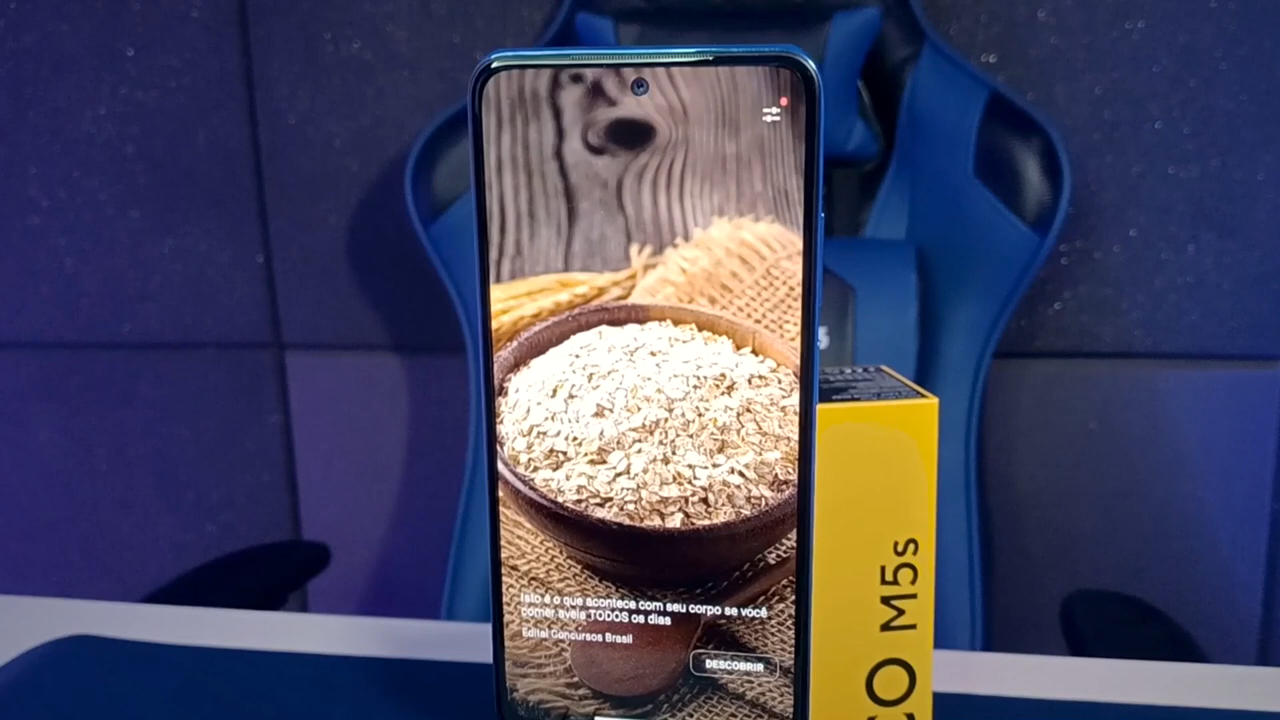 Isto é o que acontece com seu corpo se você
comer aveia TODOS os dias
Edital Concursos Brasil
DESCOBRIR
CO M5s